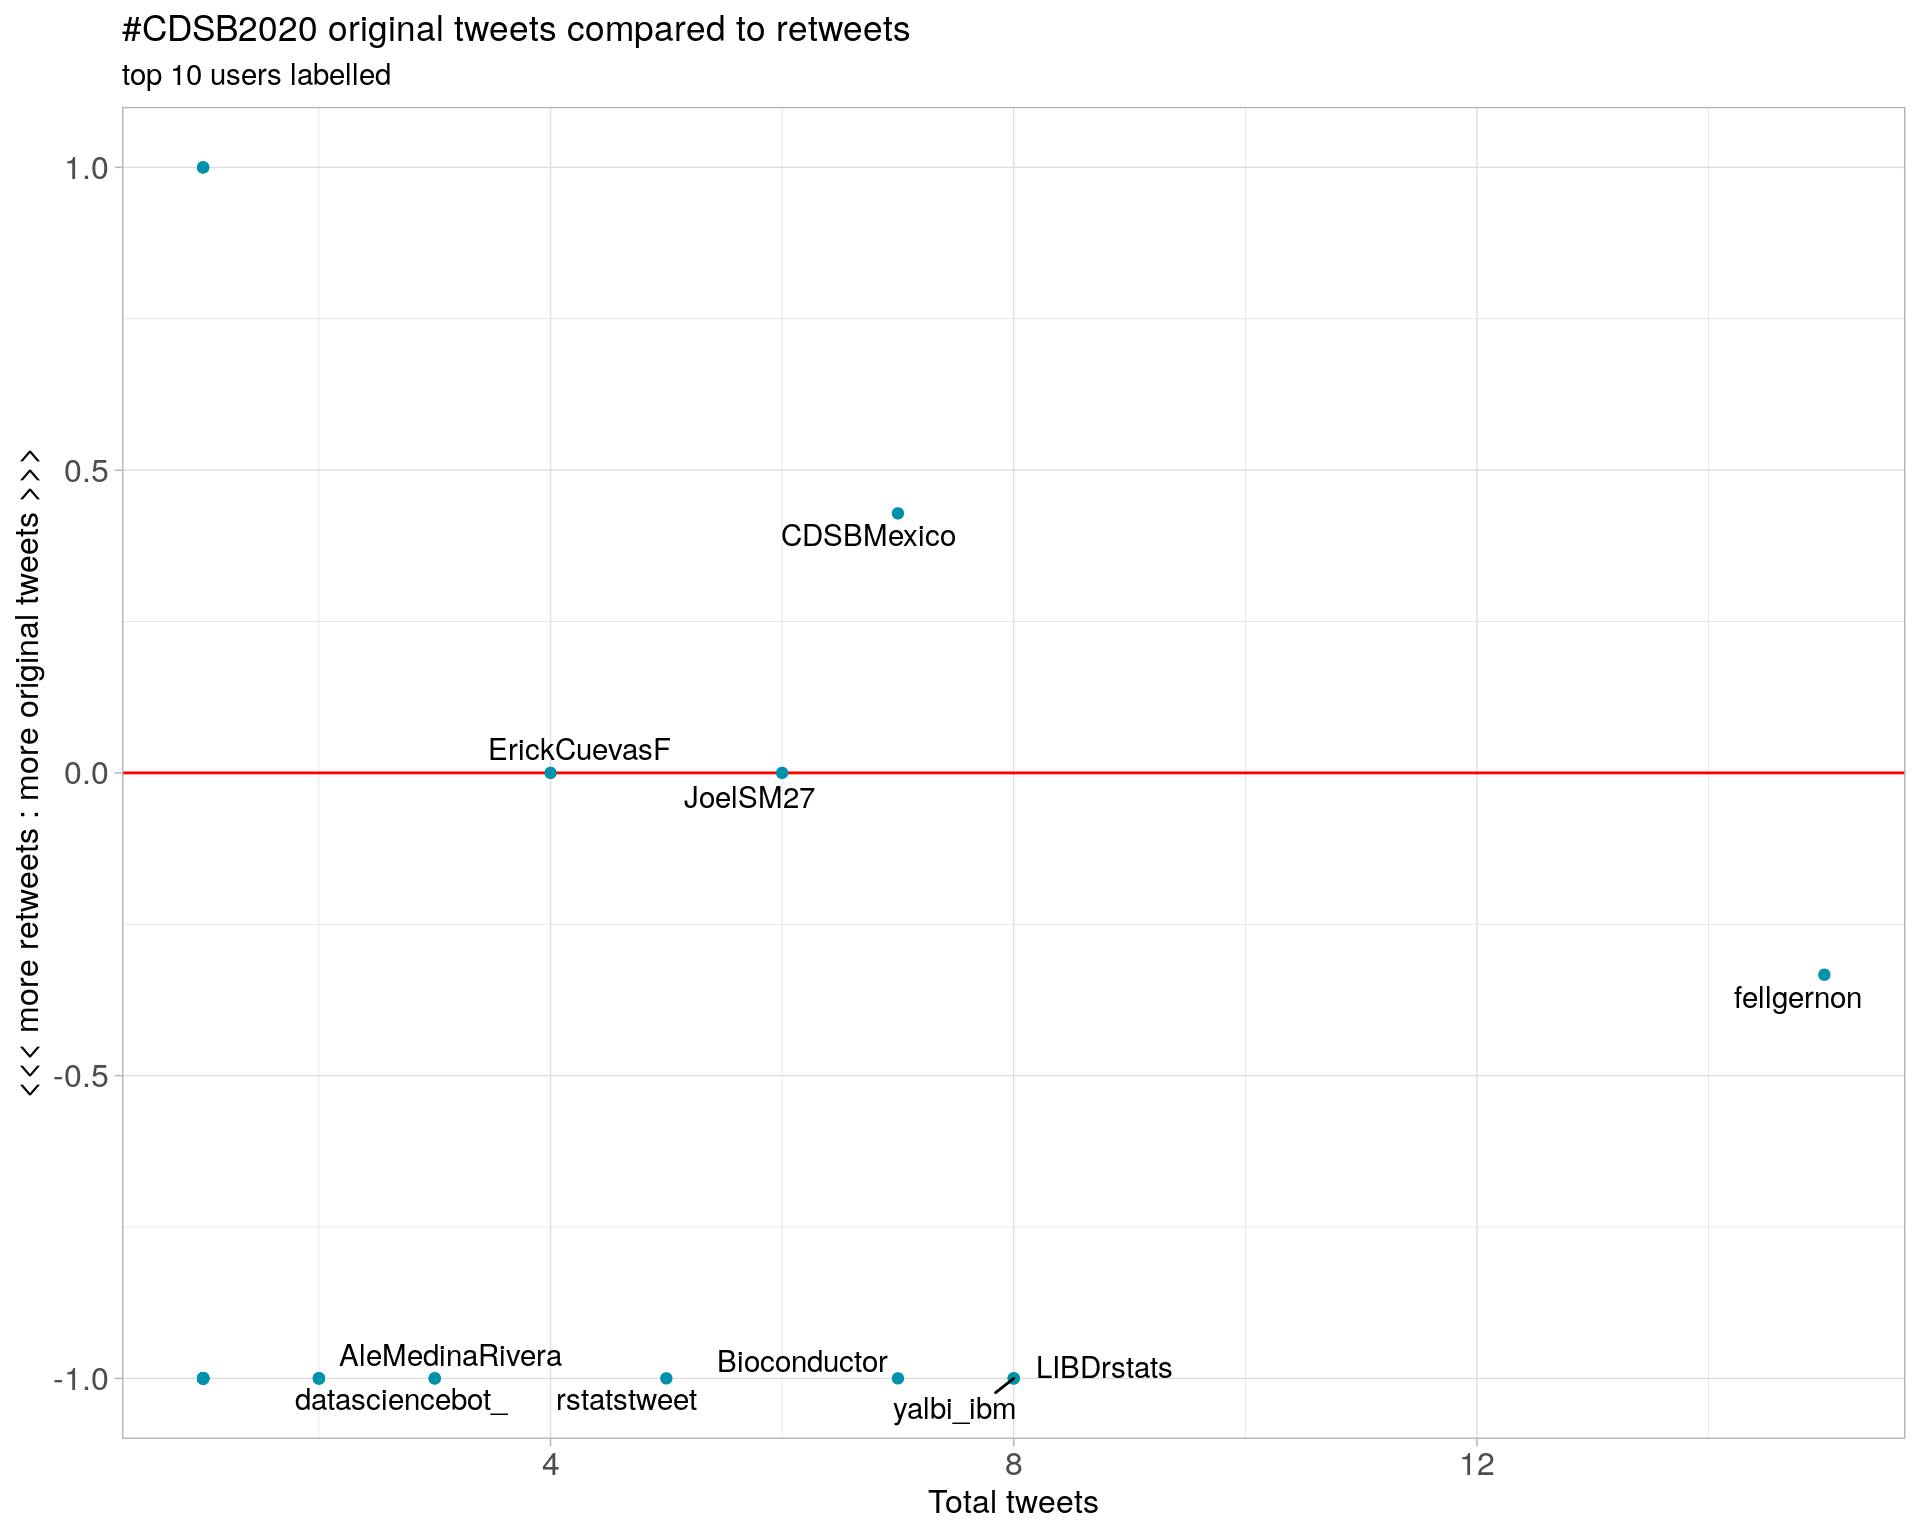 #CDSB2020 original tweets compared to retweets
top 10 users labelled
<<< more retweets : more original tweets >>>
1.0
0.5
CDSBMexico
ErickCuevasF
0.0
JoelSM27
fellgernon
-0.5
AleMedinaRivera
Bioconductor
LIBDrstats
-1.0
datasciencebot_
rstatstweet
yalbi_ibm
4
8
12
Total tweets